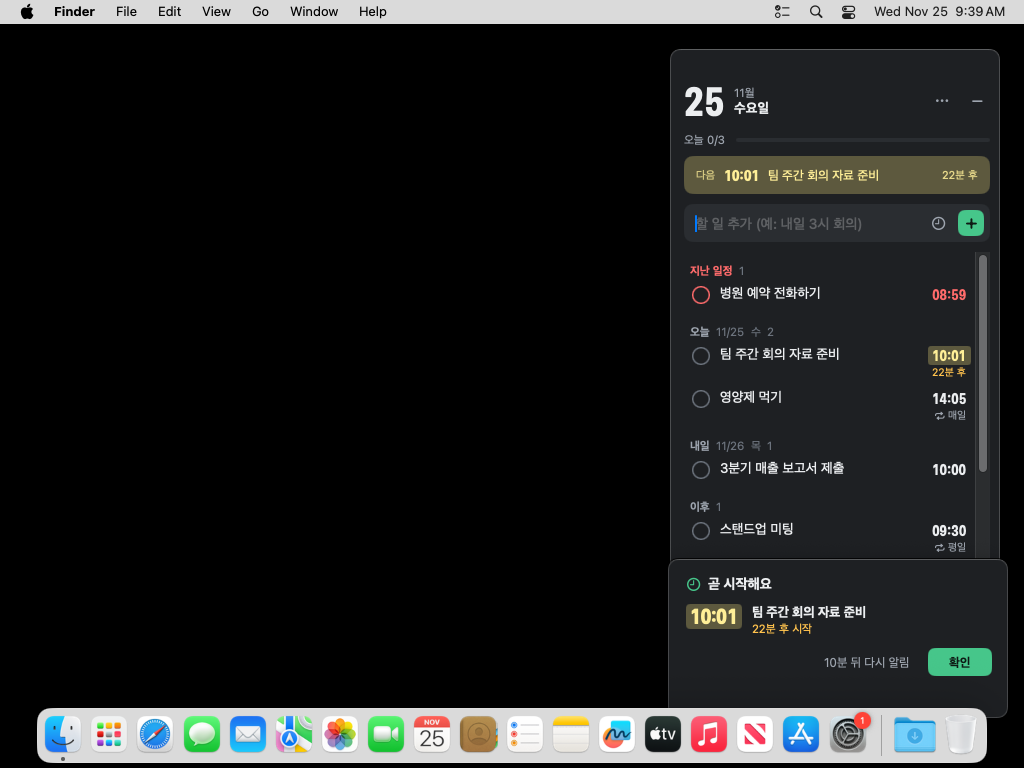 Finder File Edit View Go Window Help Wed Nov 25 9:39 AM
25 11월
수요일
오늘 0/3
다음 10:01 팀 주간 회의 자료 준비 22분 후
할 일 추가 (예: 내일 3시 회의)
지난 일정 1
병원 예약 전화하기 08:59
오늘 11/25 수 2
팀 주간 회의 자료 준비 10:01
22분 후
영양제 먹기 14:05
매일
내일 11/26 목 1
3분기 매출 보고서 제출 10:00
이후 1
스탠드업 미팅 09:30
평일
곧 시작해요
10:01 팀 주간 회의 자료 준비
22분 후 시작
10분 뒤 다시 알림 확인
NOV
25
tv
1